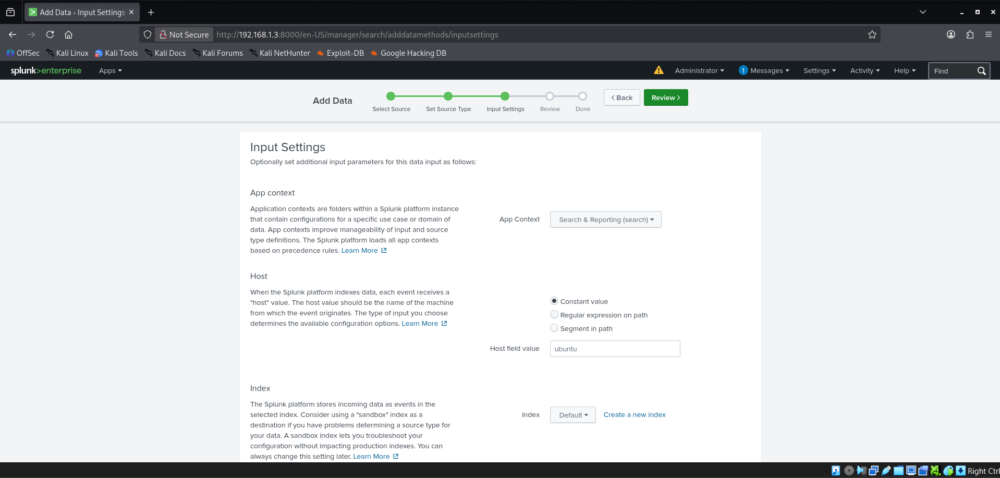 Add Data - Input Settings
Not Secure
http://192.168.1.3:8000/en-US/manager/search/adddatamethods/inputsettings
OffSec Kali Linux Kali Tools Kali Docs Kali Forums Kali NetHunter Exploit-DB Google Hacking DB
splunk>enterprise Apps 1 Administrator Messages Settings Activity Help Find
Add Data
Select Source Set Source Type Input Settings Review Done
< Back
Review >
Input Settings
Optionally set additional input parameters for this data input as follows:
App context
Application contexts are folders within a Splunk platform instance
that contain configurations for a specific use case or domain of
data. App contexts improve manageability of input and source
type definitions. The Splunk platform loads all app contexts
based on precedence rules. Learn More
App Context Search & Reporting (search)
Host
When the Splunk platform indexes data, each event receives a
"host" value. The host value should be the name of the machine
from which the event originates. The type of input you choose
determines the available configuration options. Learn More
Constant value
Regular expression on path
Segment in path
Host field value ubuntu
Index
The Splunk platform stores incoming data as events in the
selected index. Consider using a "sandbox" index as a
destination if you have problems determining a source type for
your data. A sandbox index lets you troubleshoot your
configuration without impacting production indexes. You can
always change this setting later. Learn More
Index Default Create a new index
Right Ctrl